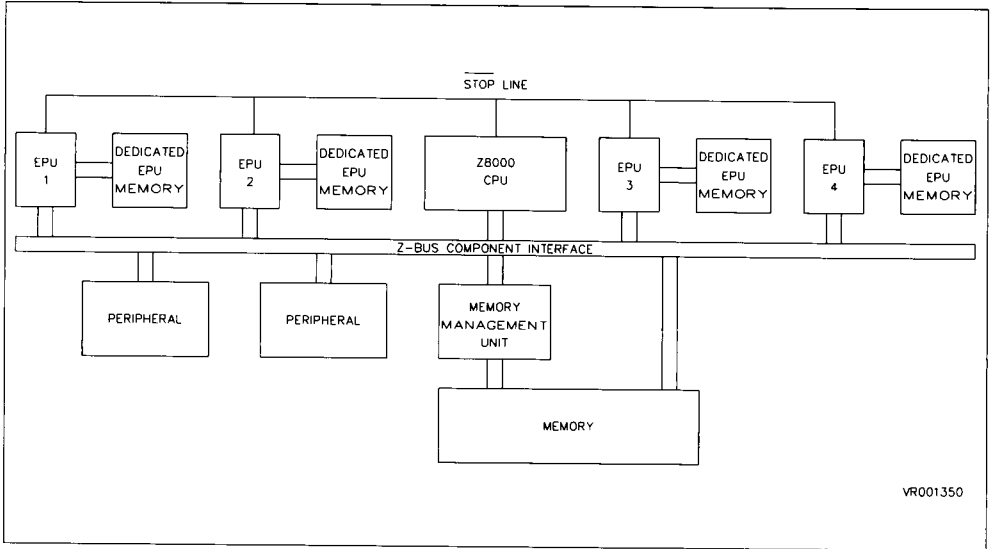 STOP LINE
EPU
1
DEDICATED
EPU
MEMORY
EPU
2
DEDICATED
EPU
MEMORY
Z8000
CPU
EPU
3
DEDICATED
EPU
MEMORY
EPU
4
DEDICATED
EPU
MEMORY
Z-BUS COMPONENT INTERFACE
PERIPHERAL
PERIPHERAL
MEMORY
MANAGEMENT
UNIT
MEMORY
VR001350